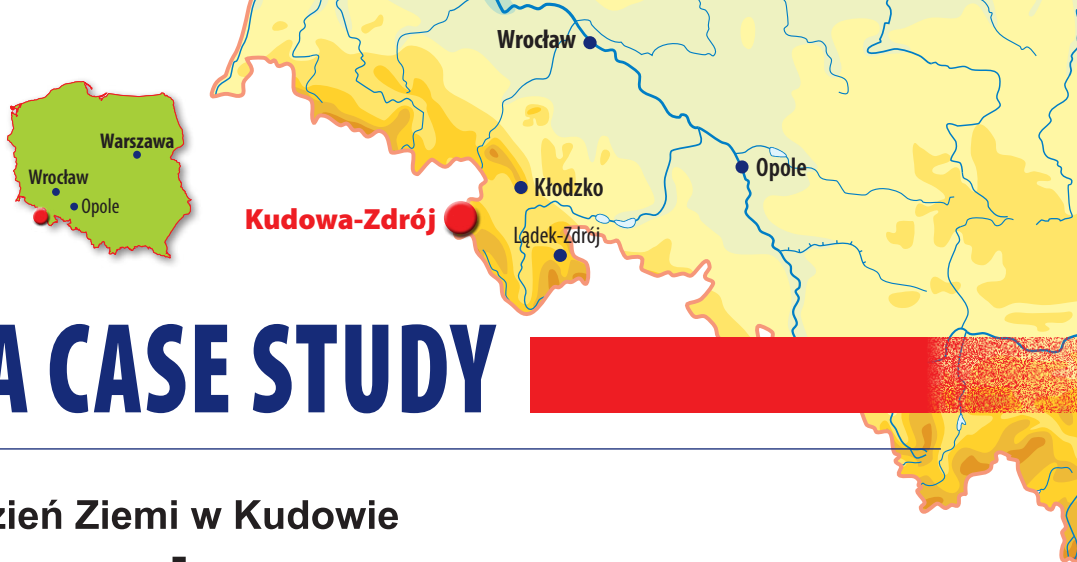 Wrocław
Warszawa
Wrocław
Opole
Opole
Kłodzko
Kudowa-Zdrój
Lądek-Zdrój
A CASE STUDY
zień Ziemi w Kudowie